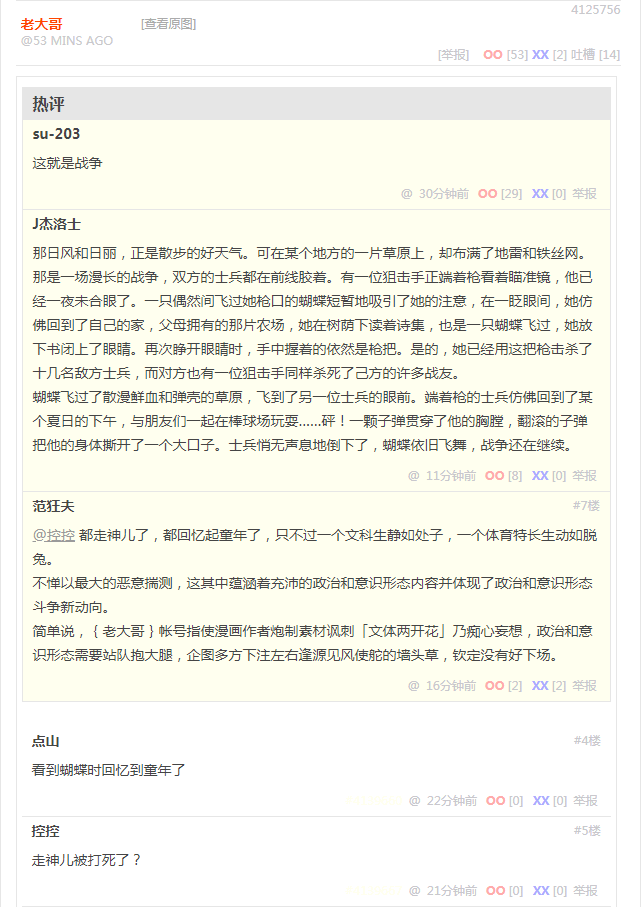 4125756
老大哥 [查看原图]
@53 MINS AGO
[举报] OO [53] XX [2] 吐槽 [14]
热评
su-203
这就是战争
@ 30分钟前 OO [29] XX [0] 举报
J杰洛士
那日风和日丽，正是散步的好天气。可在某个地方的一片草原上，却布满了地雷和铁丝网。
那是一场漫长的战争，双方的士兵都在前线胶着。有一位狙击手正端着枪看着瞄准镜，他已
经一夜未合眼了。一只偶然间飞过她枪口的蝴蝶短暂地吸引了她的注意，在一眨眼间，她仿
佛回到了自己的家，父母拥有的那片农场，她在树荫下读着诗集，也是一只蝴蝶飞过，她放
下书闭上了眼睛。再次睁开眼睛时，手中握着的依然是枪把。是的，她已经用这把枪击杀了
十几名敌方士兵，而对方也有一位狙击手同样杀死了己方的许多战友。
蝴蝶飞过了散漫鲜血和弹壳的草原，飞到了另一位士兵的眼前。端着枪的士兵仿佛回到了某
个夏日的下午，与朋友们一起在棒球场玩耍……砰！一颗子弹贯穿了他的胸膛，翻滚的子弹
把他的身体撕开了一个大口子。士兵悄无声息地倒下了，蝴蝶依旧飞舞，战争还在继续。
@ 11分钟前 OO [8] XX [0] 举报
范狂夫 #7楼
@控控 都走神儿了，都回忆起童年了，只不过一个文科生静如处子，一个体育特长生动如脱
兔。
不惮以最大的恶意揣测，这其中蕴涵着充沛的政治和意识形态内容并体现了政治和意识形态
斗争新动向。
简单说，｛老大哥｝帐号指使漫画作者炮制素材讽刺「文体两开花」乃痴心妄想，政治和意
识形态需要站队抱大腿，企图多方下注左右逢源见风使舵的墙头草，钦定没有好下场。
@ 16分钟前 OO [2] XX [2] 举报
点山 #4楼
看到蝴蝶时回忆到童年了
@ 22分钟前 OO [0] XX [0] 举报
控控 #5楼
走神儿被打死了？
@ 21分钟前 OO [0] XX [0] 举报